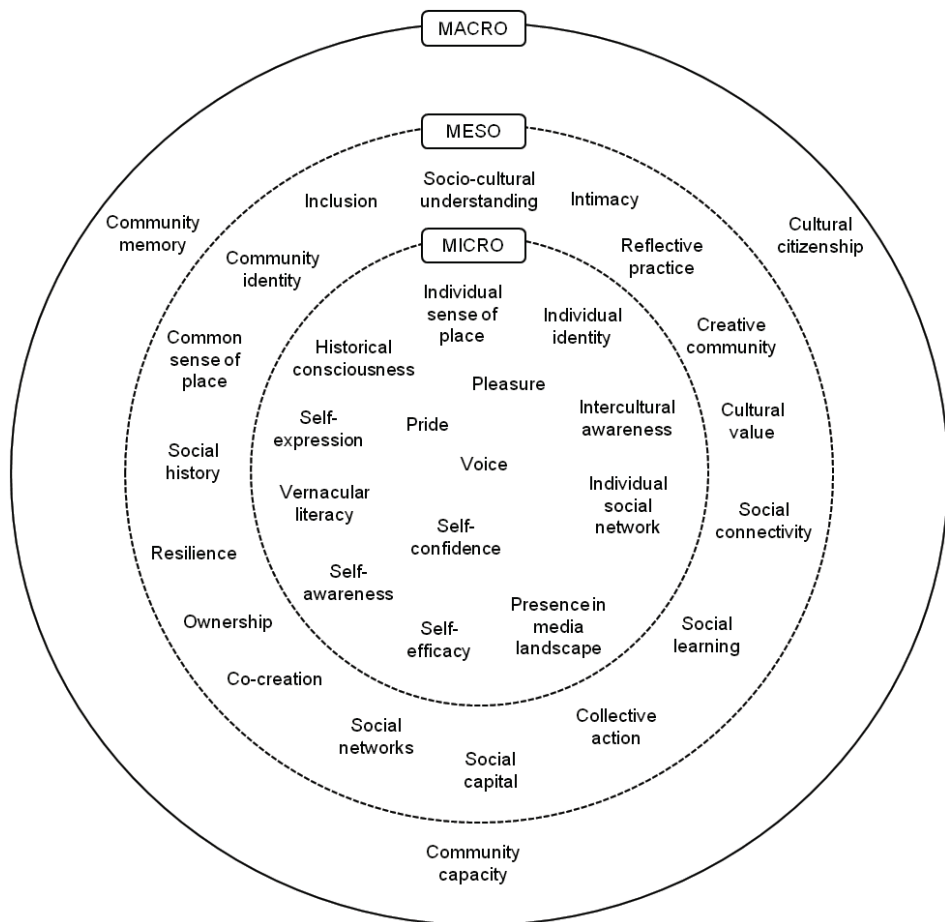 MACRO
MESO
Inclusion
Socio-cultural
understanding
Intimacy
Community
memory
Cultural
citizenship
MICRO
Community
identity
Reflective
practice
Individual
sense of
place
Individual
identity
Creative
community
Common
sense of
place
Historical
consciousness
Pleasure
Intercultural
awareness
Cultural
value
Self-
expression
Pride
Social
history
Voice
Vernacular
literacy
Individual
social
network
Social
connectivity
Self-
confidence
Resilience
Self-
awareness
Presence in
media
landscape
Ownership
Self-
efficacy
Social
learning
Co-creation
Social
networks
Collective
action
Social
capital
Community
capacity